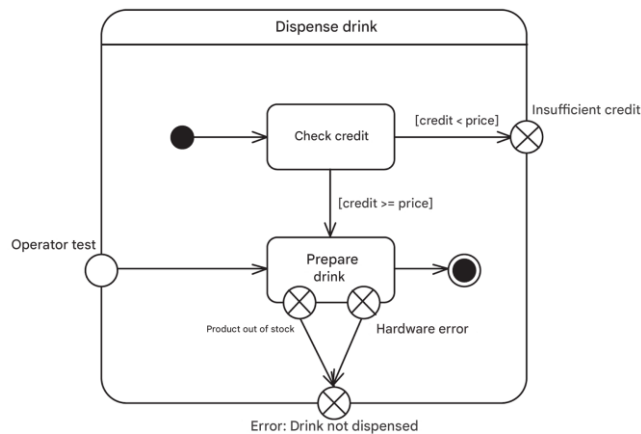 Dispense drink
Insufficient credit
[credit < price]
Check credit
[credit >= price]
Operator test
Prepare
drink
Product out of stock
Hardware error
Error: Drink not dispensed